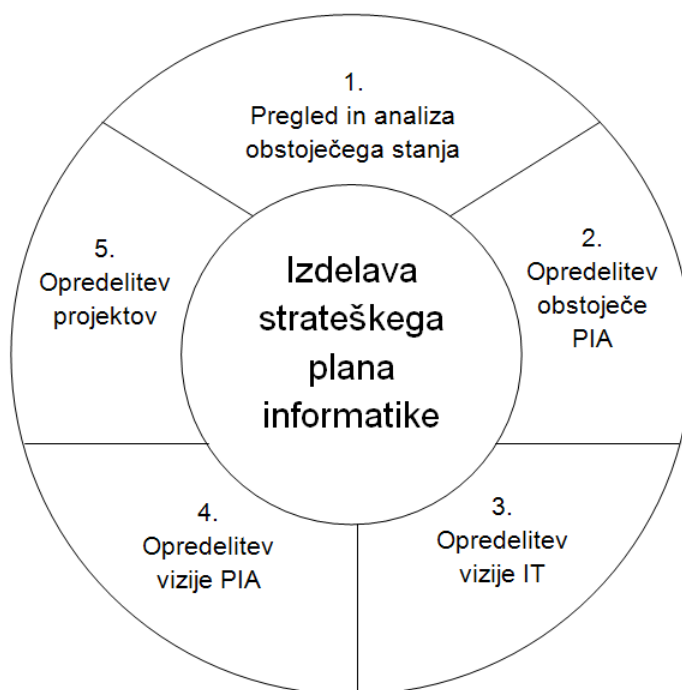 1.
Pregled in analiza
obstoječega stanja
2.
Opredelitev
obstoječe
PIA
3.
Opredelitev
vizije IT
4.
Opredelitev
vizije PIA
5.
Opredelitev
projektov
Izdelava
strateškega
plana
informatike